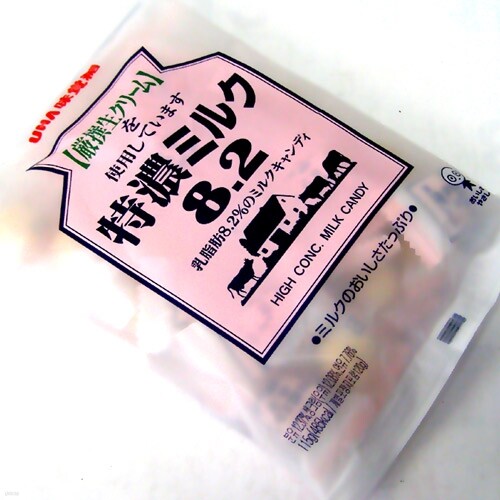 UHA味覚糖
【厳撰生クリーム】
を
使用しています
特濃ミルク
8.2
乳脂肪8.2%のミルクキャンディ
HIGH CONC. MILK CANDY
●ミルクのおいしさたっぷり●